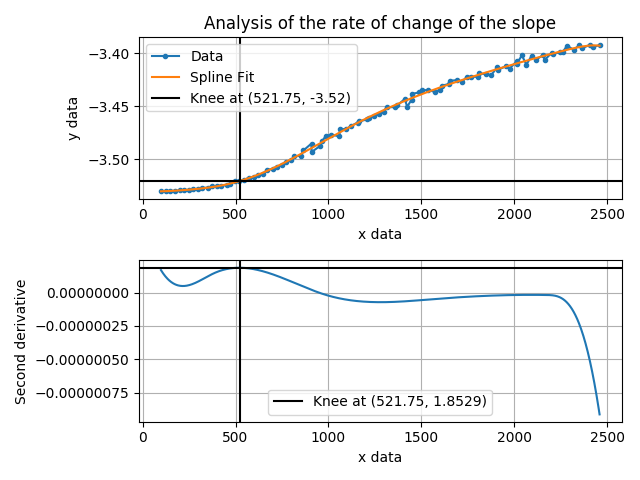 Analysis of the rate of change of the slope
−3.40
−3.45
−3.50
y data
Data
Spline Fit
Knee at (521.75, -3.52)
0
500
1000
1500
2000
2500
x data
0.00000000
−0.00000025
−0.00000050
−0.00000075
Second derivative
Knee at (521.75, 1.8529)
0
500
1000
1500
2000
2500
x data